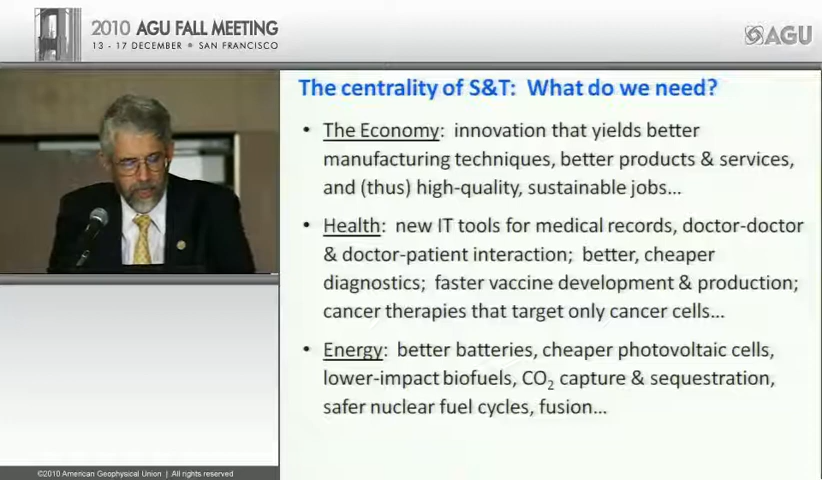 2010 AGU FALL MEETING
13 - 17 DECEMBER • SAN FRANCISCO
AGU
The centrality of S&T: What do we need?
• The Economy: innovation that yields better
manufacturing techniques, better products & services,
and (thus) high-quality, sustainable jobs…
• Health: new IT tools for medical records, doctor-doctor
& doctor-patient interaction; better, cheaper
diagnostics; faster vaccine development & production;
cancer therapies that target only cancer cells…
• Energy: better batteries, cheaper photovoltaic cells,
lower-impact biofuels, CO₂ capture & sequestration,
safer nuclear fuel cycles, fusion…
©2010 American Geophysical Union | All rights reserved